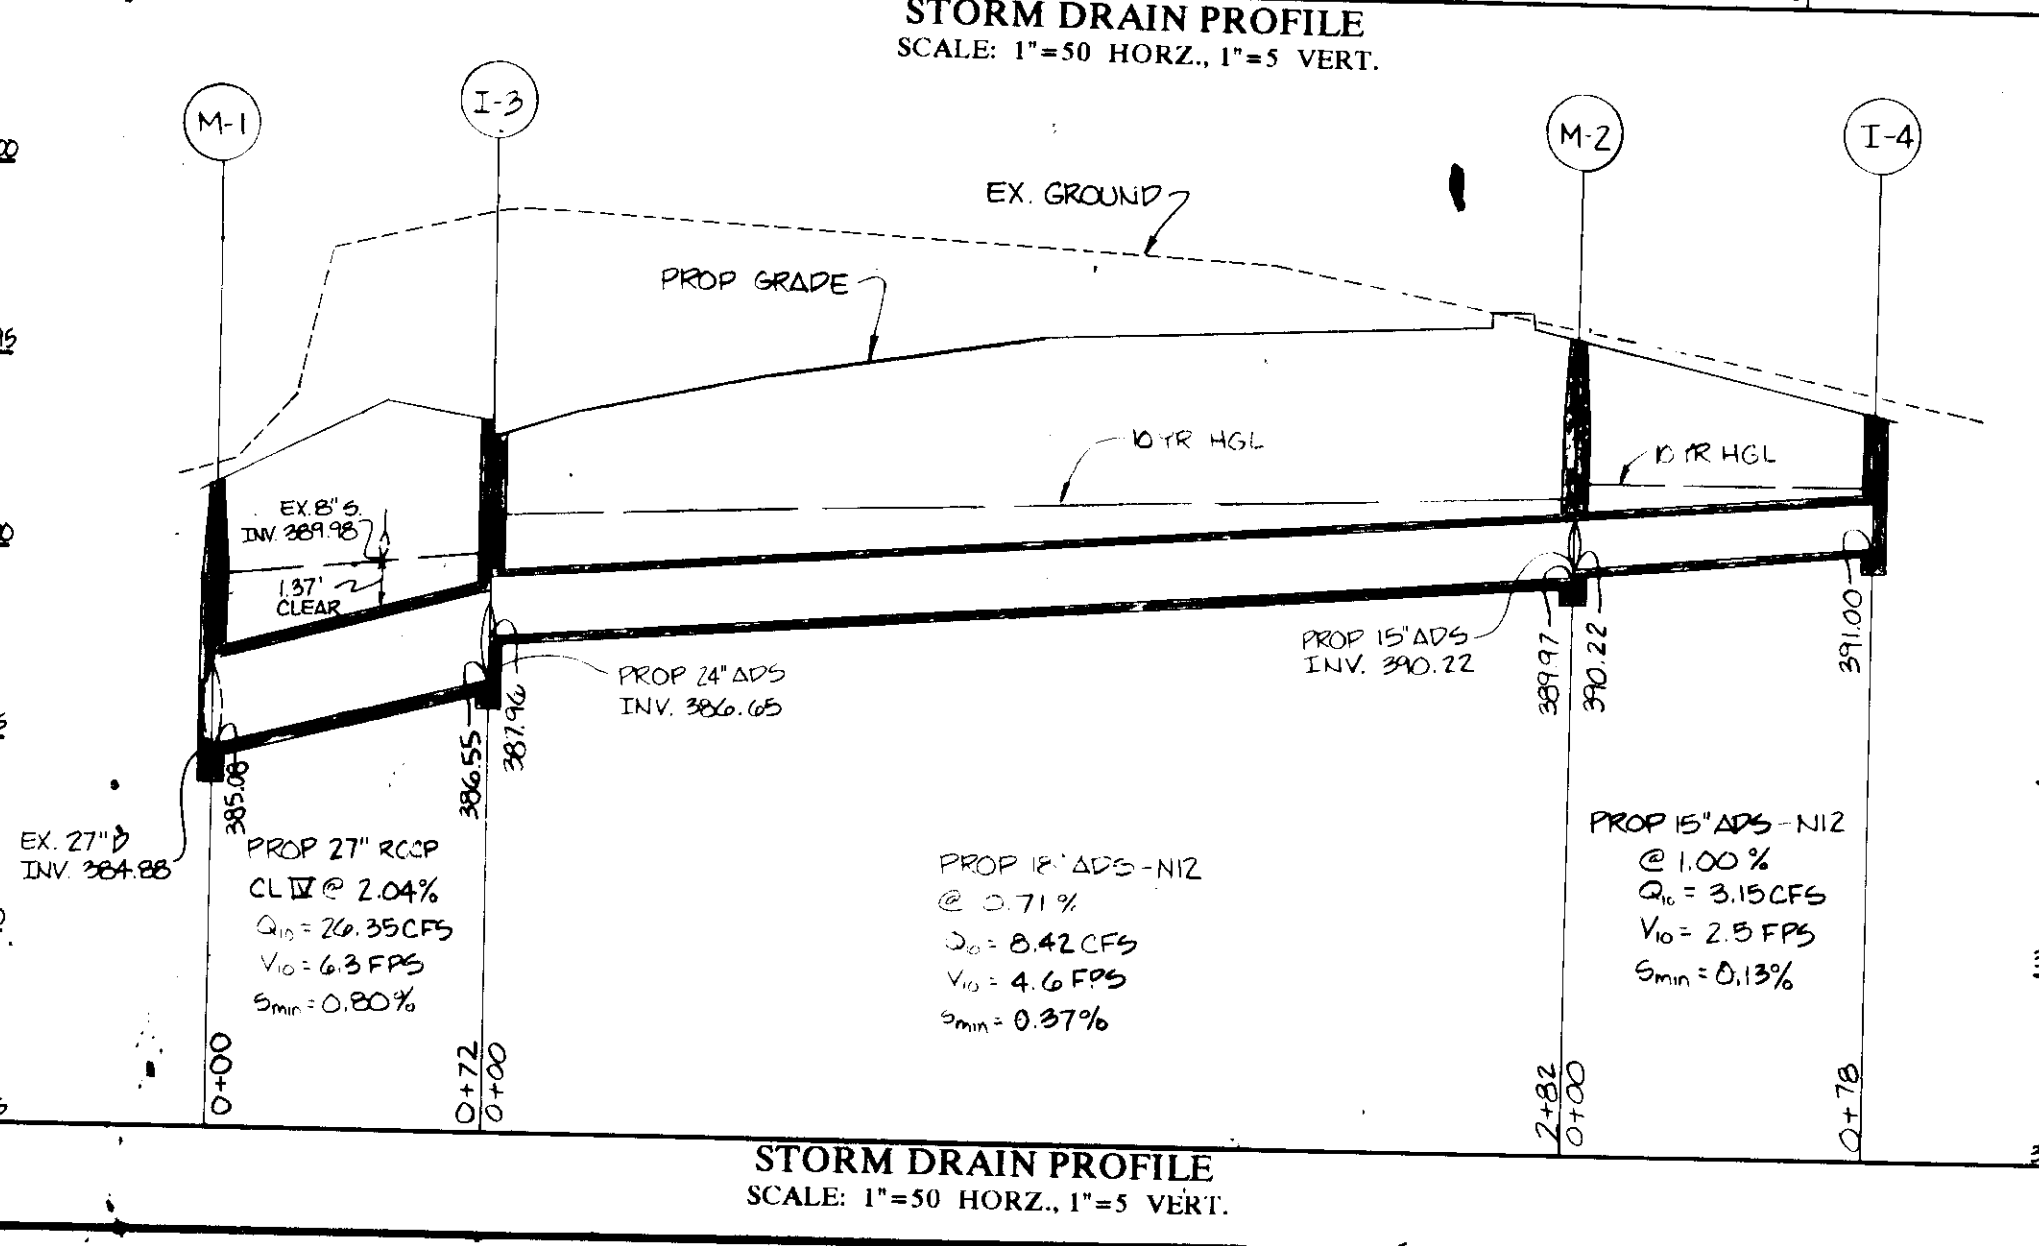 STORM DRAIN PROFILE
SCALE: 1"=50 HORZ., 1"=5 VERT.
M-1
I-3
M-2
I-4
EX. GROUND
PROP GRADE
10 YR HGL
10 YR HGL
EX. 8" S.
INV. 389.98
1.37'
CLEAR
PROP 24" ADS
INV. 386.65
PROP 15" ADS
INV. 390.22
385.08
386.55
387.96
389.97
390.22
391.00
EX. 27"
INV. 384.88
PROP 27" RCCP
CL IV @ 2.04%
Q10 = 26.35 CFS
V10 = 6.3 FPS
Smin = 0.80%
PROP 18" ADS-N12
@ 0.71%
Q10 = 8.42 CFS
V10 = 4.6 FPS
Smin = 0.37%
PROP 15" ADS-N12
@ 1.00%
Q10 = 3.15 CFS
V10 = 2.5 FPS
Smin = 0.13%
0+00
0+72
0+00
2+82
0+00
0+78
STORM DRAIN PROFILE
SCALE: 1"=50 HORZ., 1"=5 VERT.